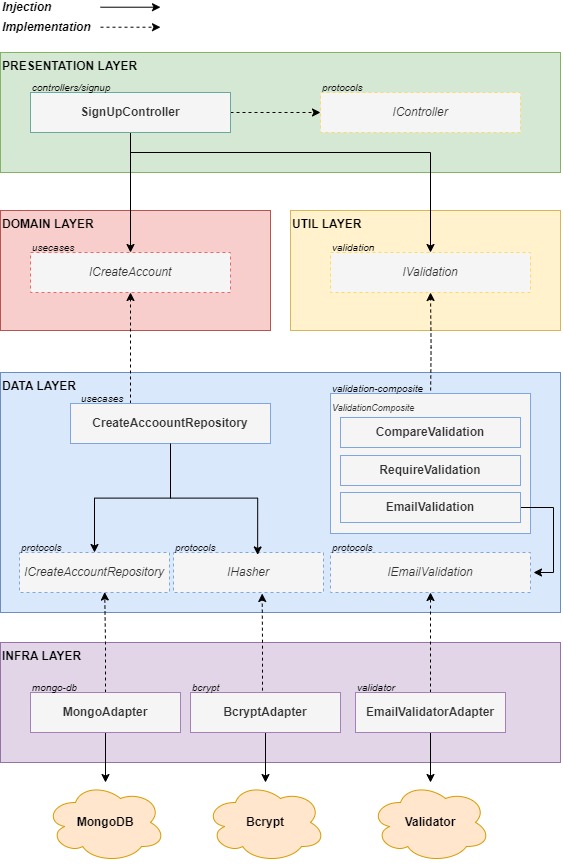 Injection
Implementation
PRESENTATION LAYER
controllers/signup
protocols
SignUpController
IController
DOMAIN LAYER
UTIL LAYER
usecases
validation
ICreateAccount
IValidation
DATA LAYER
validation-composite
usecases
ValidationComposite
CreateAccoountRepository
CompareValidation
RequireValidation
EmailValidation
protocols
protocols
protocols
ICreateAccountRepository
IHasher
IEmailValidation
INFRA LAYER
mongo-db
bcrypt
validator
MongoAdapter
BcryptAdapter
EmailValidatorAdapter
MongoDB
Bcrypt
Validator